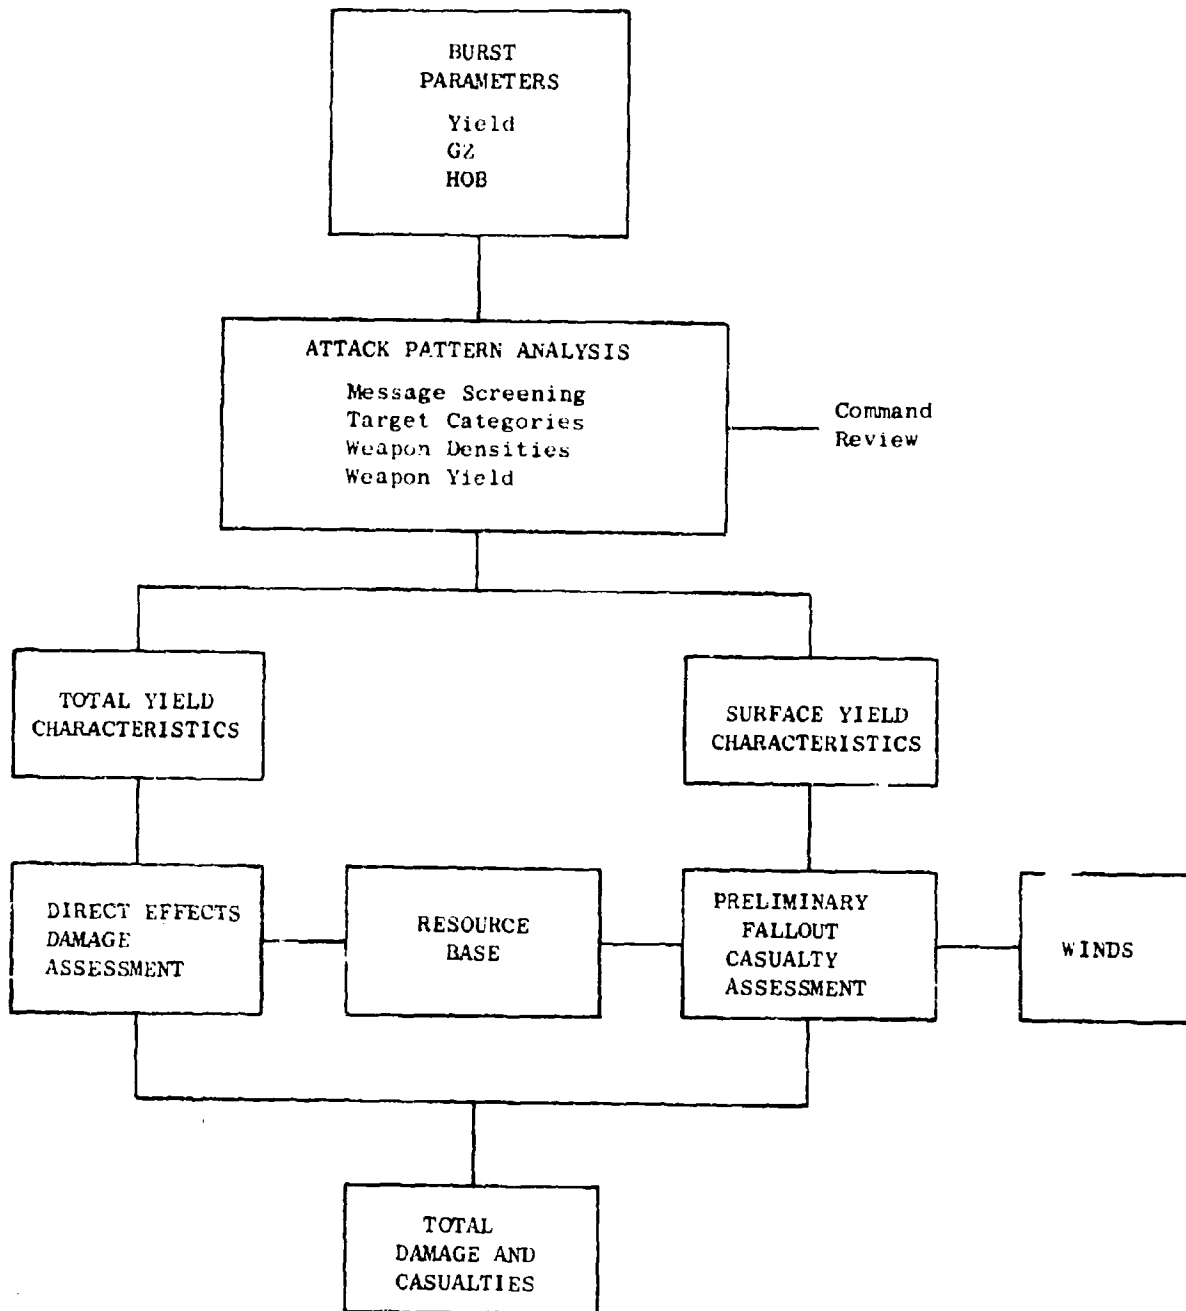 BURST
PARAMETERS
Yield
GZ
HOB
ATTACK PATTERN ANALYSIS
Message Screening
Target Categories
Weapon Densities
Weapon Yield
Command
Review
TOTAL YIELD
CHARACTERISTICS
SURFACE YIELD
CHARACTERISTICS
DIRECT EFFECTS
DAMAGE
ASSESSMENT
RESOURCE
BASE
PRELIMINARY
FALLOUT
CASUALTY
ASSESSMENT
WINDS
TOTAL
DAMAGE AND
CASUALTIES